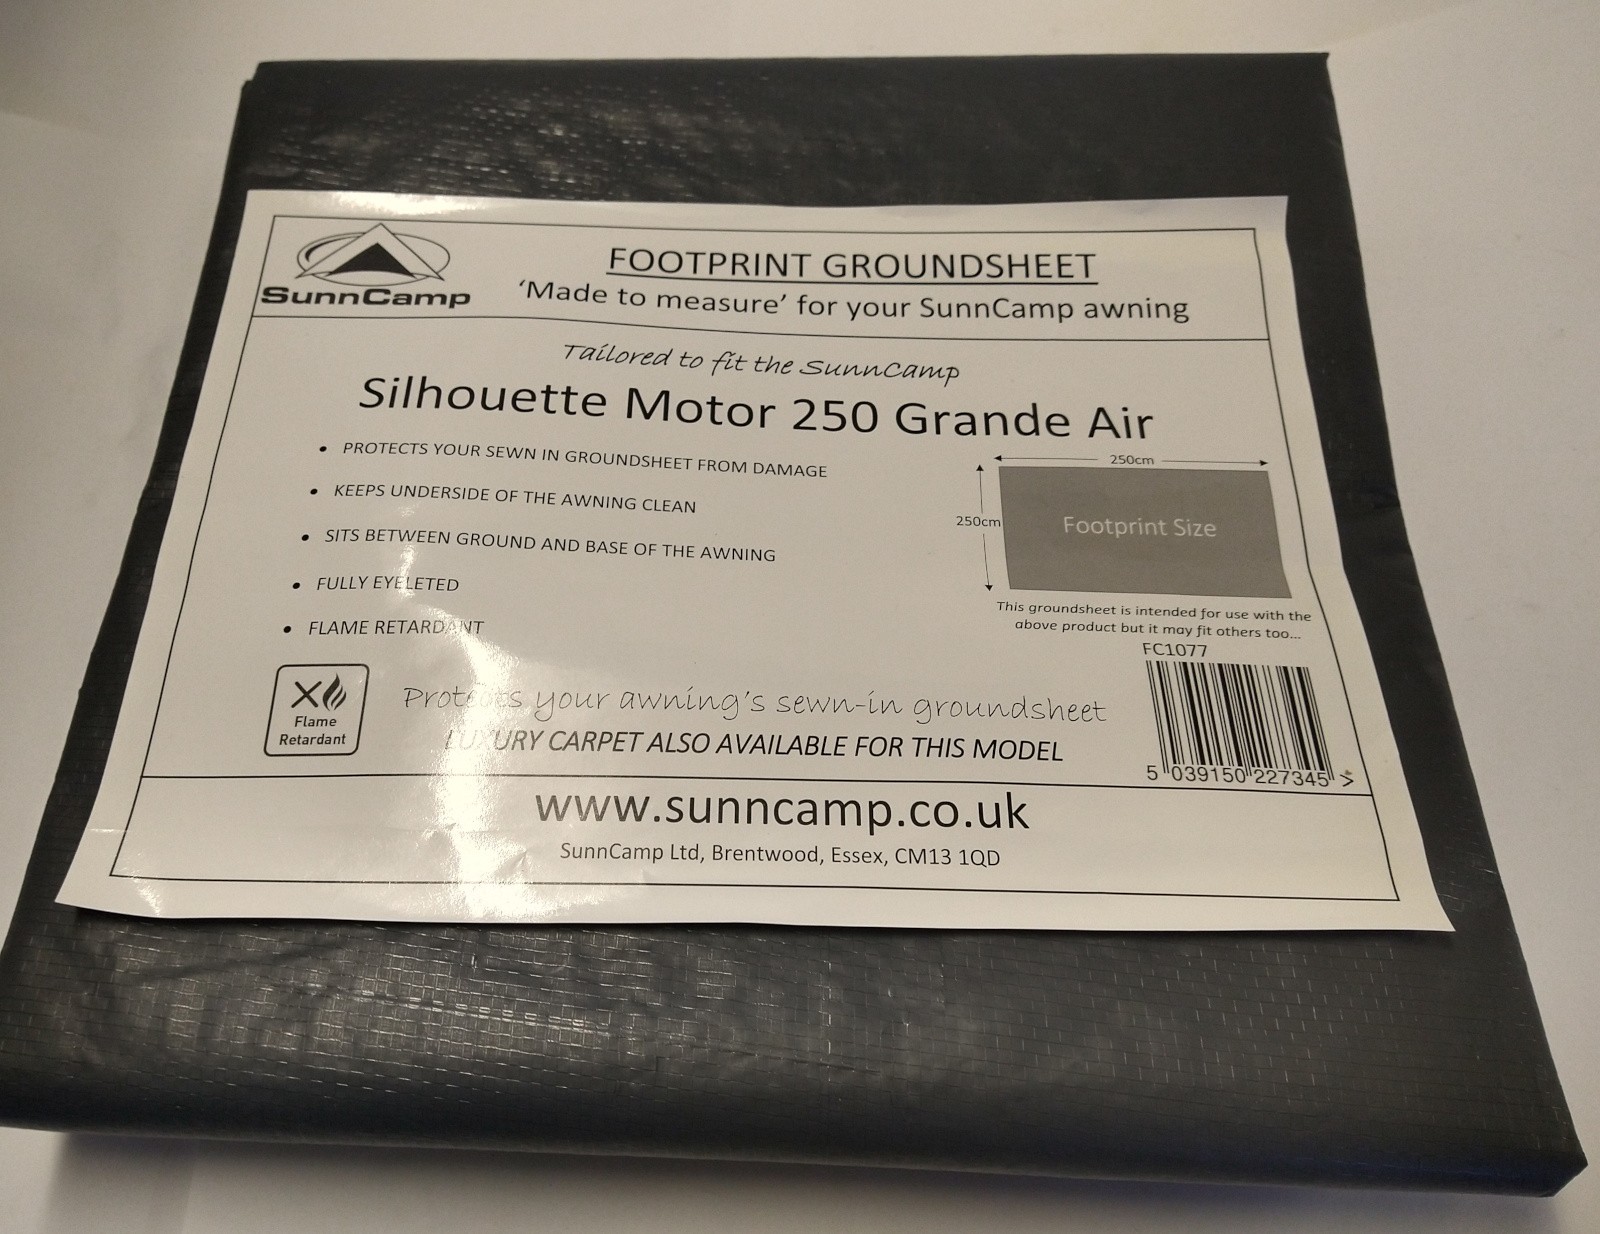 SunnCamp
FOOTPRINT GROUNDSHEET
'Made to measure' for your SunnCamp awning
Tailored to fit the SunnCamp
Silhouette Motor 250 Grande Air
• PROTECTS YOUR SEWN IN GROUNDSHEET FROM DAMAGE
• KEEPS UNDERSIDE OF THE AWNING CLEAN
• SITS BETWEEN GROUND AND BASE OF THE AWNING
• FULLY EYELETED
• FLAME RETARDANT
250cm
250cm
Footprint Size
This groundsheet is intended for use with the
above product but it may fit others too...
FC1077
5 039150 227345 >
Flame
Retardant
Protects your awning's sewn-in groundsheet
LUXURY CARPET ALSO AVAILABLE FOR THIS MODEL
www.sunncamp.co.uk
SunnCamp Ltd, Brentwood, Essex, CM13 1QD